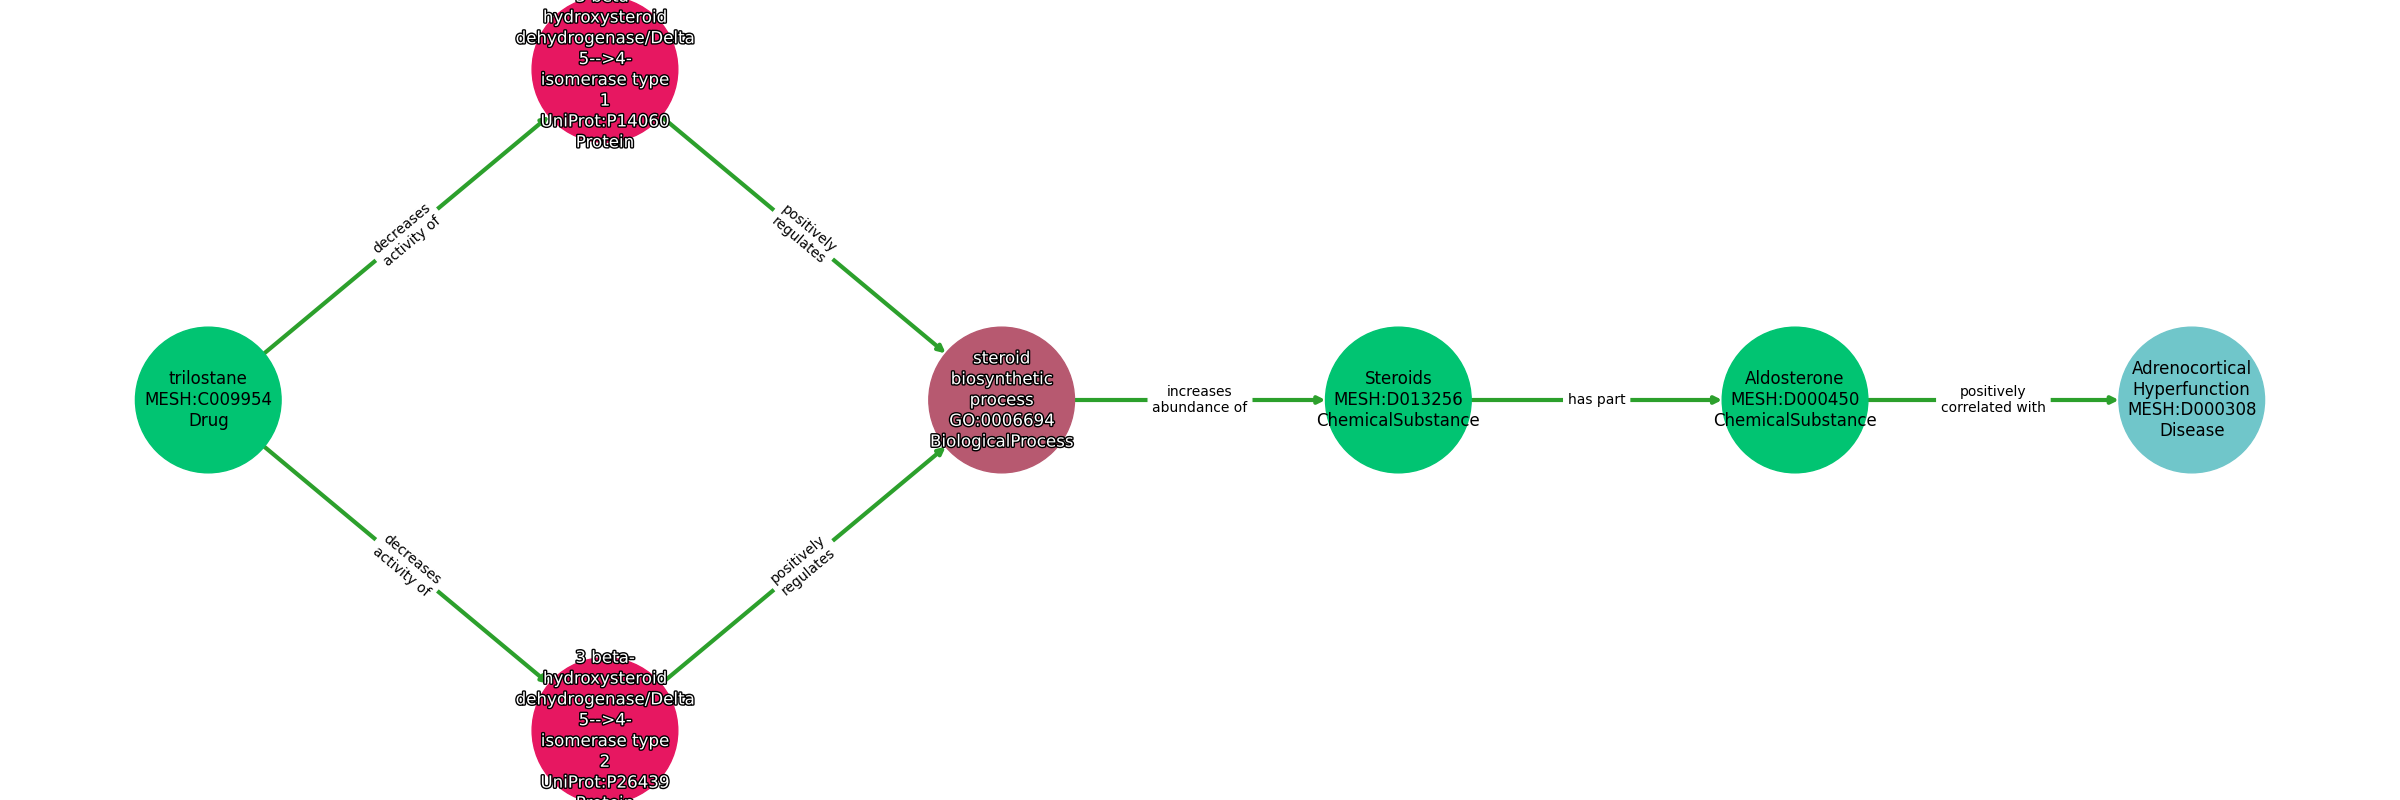 3 beta-
hydroxysteroid
dehydrogenase/Delta
5-->4-
isomerase type
1
UniProt:P14060
Protein
decreases
activity of
positively
regulates
trilostane
MESH:C009954
Drug
steroid
biosynthetic
process
GO:0006694
BiologicalProcess
increases
abundance of
Steroids
MESH:D013256
ChemicalSubstance
has part
Aldosterone
MESH:D000450
ChemicalSubstance
positively
correlated with
Adrenocortical
Hyperfunction
MESH:D000308
Disease
decreases
activity of
positively
regulates
3 beta-
hydroxysteroid
dehydrogenase/Delta
5-->4-
isomerase type
2
UniProt:P26439
Protein